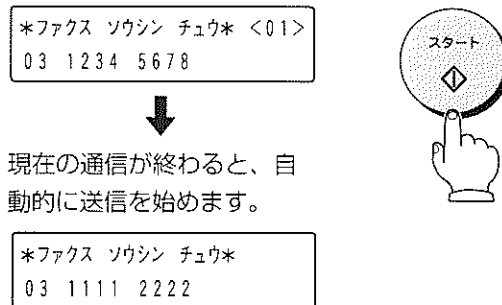 *ファクス ソウシン チュウ* <01>
03 1234 5678
スタート
現在の通信が終わると、自
動的に送信を始めます。
*ファクス ソウシン チュウ*
03 1111 2222